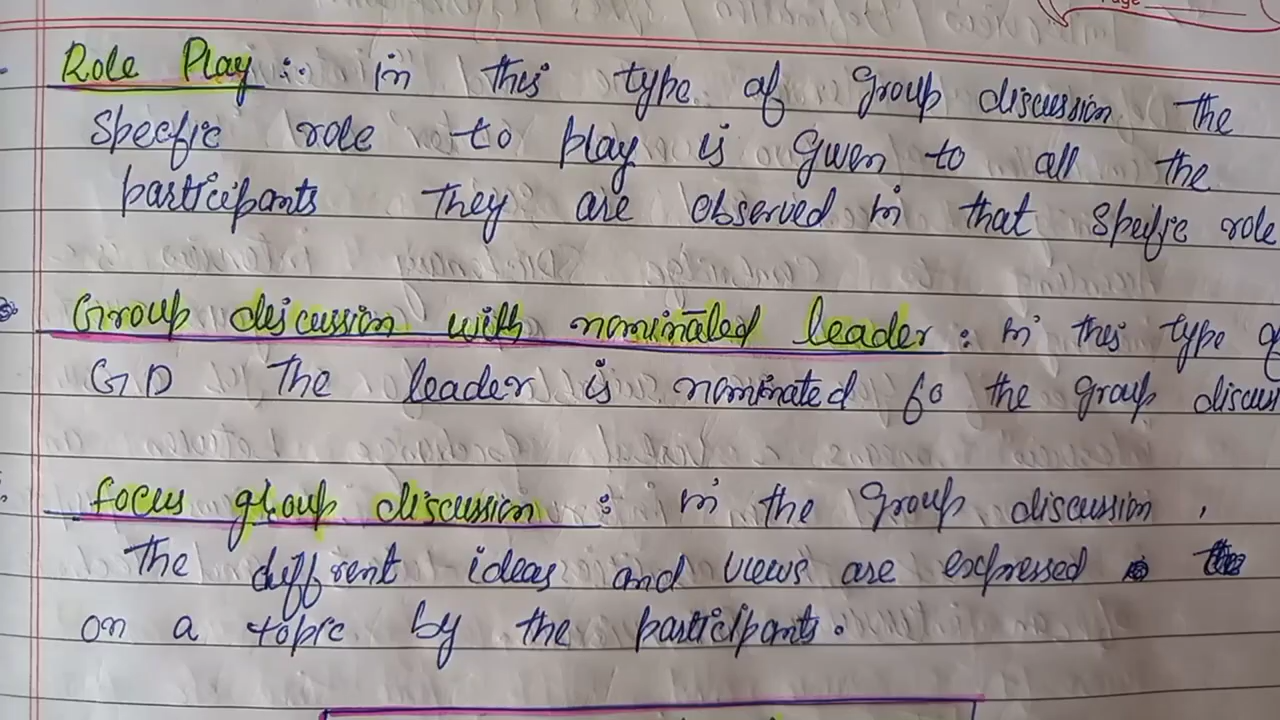 Page
Role Play :- in this type of group discussion the
specific role to play is given to all the
participants They are observed in that specific role
Group discussion with nominated leader : in this type of
GD The leader is nominated to the group discuss
focus group discussion : in the group discussion ,
The different ideas and views are expressed
on a topic by the participants.